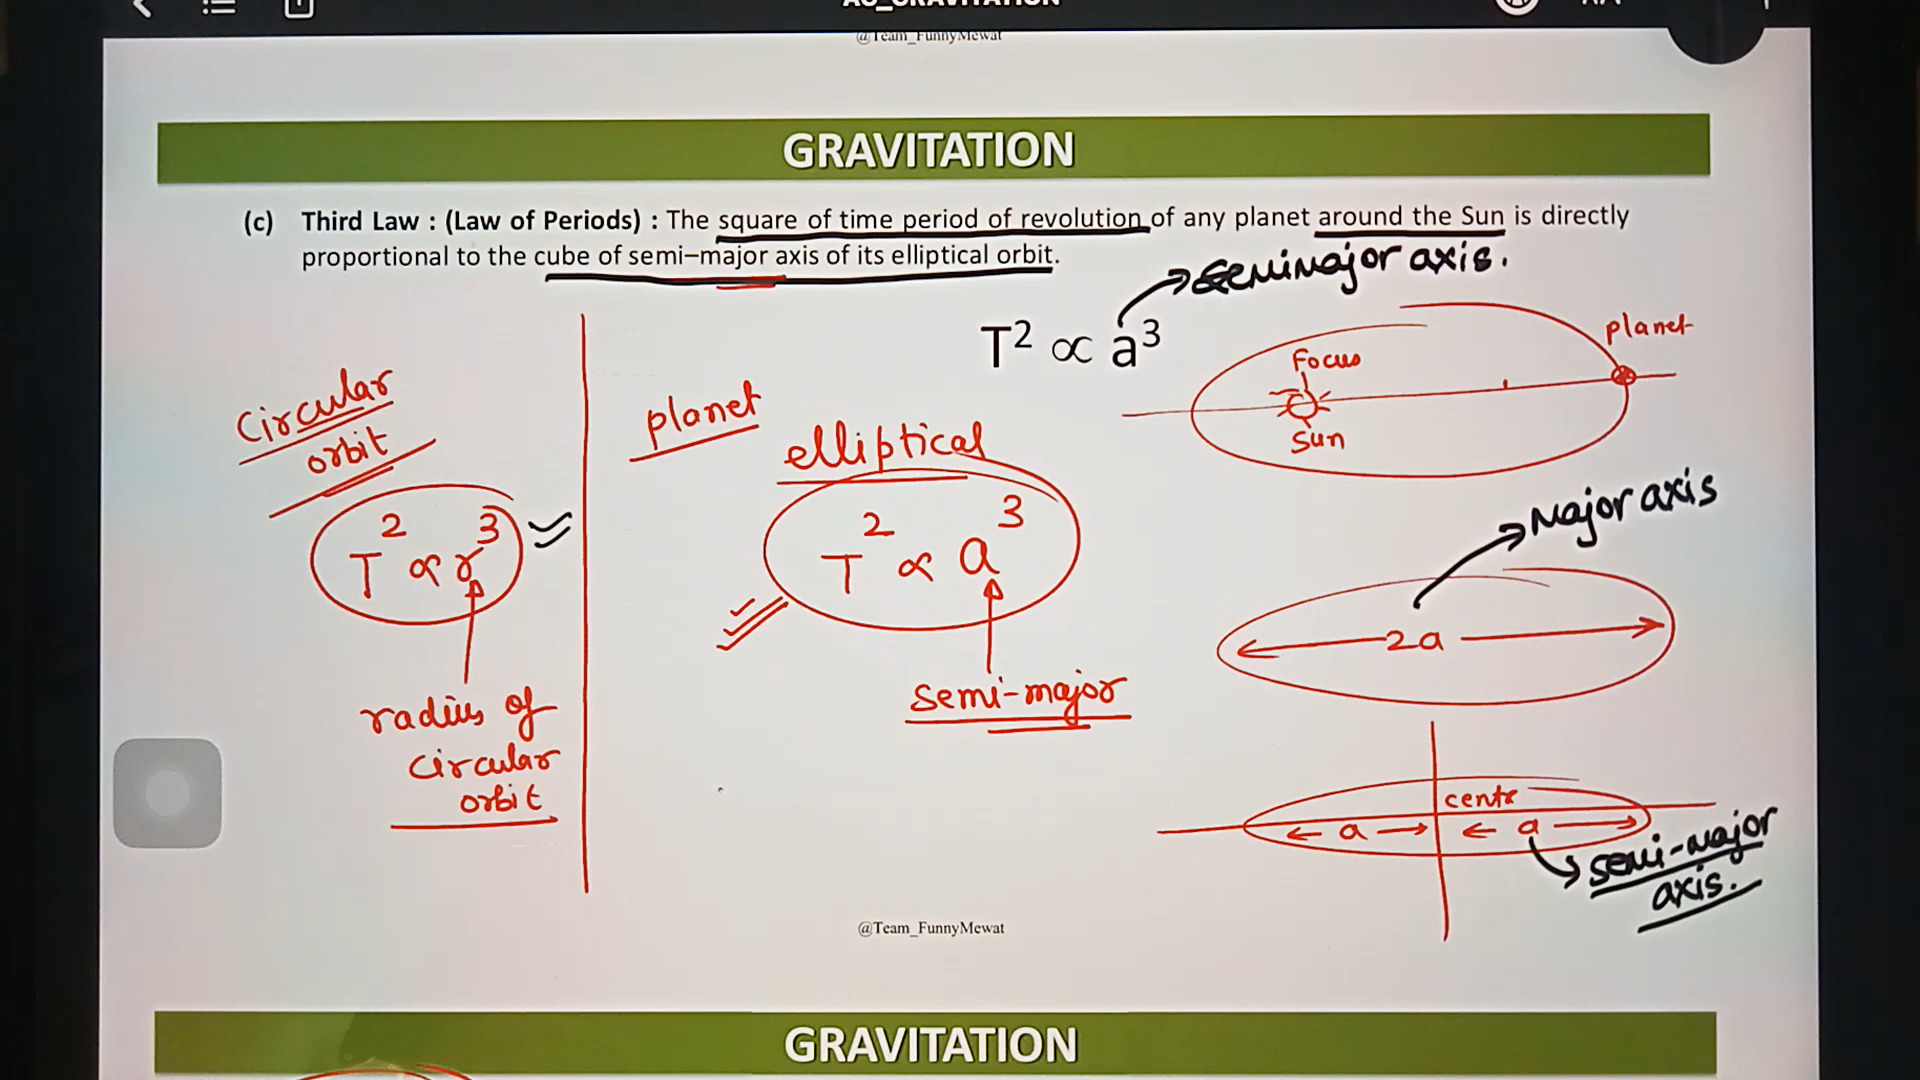 @Team_FunnyMewat
GRAVITATION
(c) Third Law : (Law of Periods) : The square of time period of revolution of any planet around the Sun is directly
proportional to the cube of semi–major axis of its elliptical orbit.
semimajor axis.
T² ∝ a³
planet
Focus
Sun
Circular
orbit
T² ∝ r³
radius of
circular
orbit
planet
elliptical
T² ∝ a³
semi-major
Major axis
2a
centr
a a
semi-major
axis.
@Team_FunnyMewat
GRAVITATION